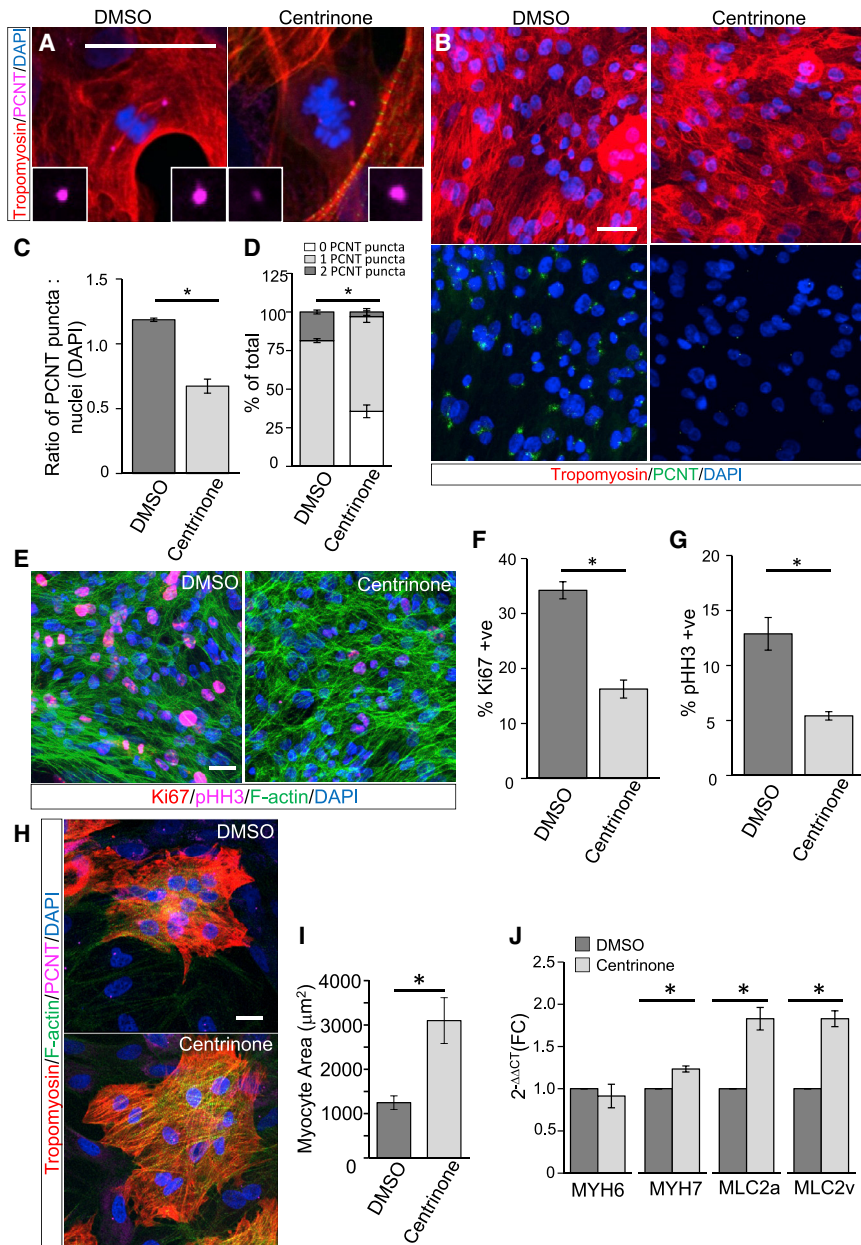 DMSO
Centrinone
A
Tropomyosin/PCNT/DAPI
DMSO
Centrinone
B
Tropomyosin/PCNT/DAPI
C
Ratio of PCNT puncta :
nuclei (DAPI)
1.5
1.0
0.5
0
*
DMSO
Centrinone
D
0 PCNT puncta
1 PCNT puncta
2 PCNT puncta
% of total
100
75
50
25
0
*
DMSO
Centrinone
E
DMSO
Centrinone
Ki67/pHH3/F-actin/DAPI
F
% Ki67 +ve
40
30
20
10
0
*
DMSO
Centrinone
G
% pHH3 +ve
20
15
10
5
0
*
DMSO
Centrinone
H
Tropomyosin/F-actin/PCNT/DAPI
DMSO
Centrinone
I
Myocyte Area (μm²)
4000
3000
2000
1000
0
*
DMSO
Centrinone
J
DMSO
Centrinone
2-ΔΔCT(FC)
2.5
2.0
1.5
1.0
0.5
0
* * *
MYH6 MYH7 MLC2a MLC2v